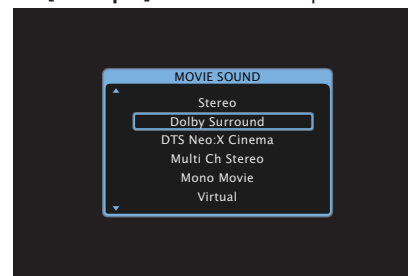 MOVIE SOUND
Stereo
Dolby Surround
DTS Neo:X Cinema
Multi Ch Stereo
Mono Movie
Virtual